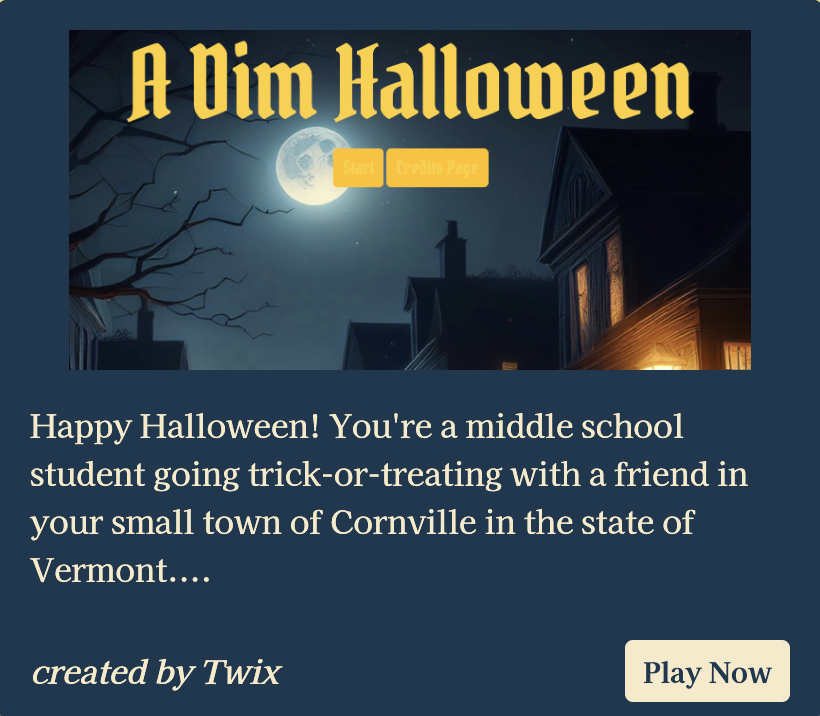 A Dim Halloween
Start Credits Page
Happy Halloween! You're a middle school
student going trick-or-treating with a friend in
your small town of Cornville in the state of
Vermont....
created by Twix
Play Now